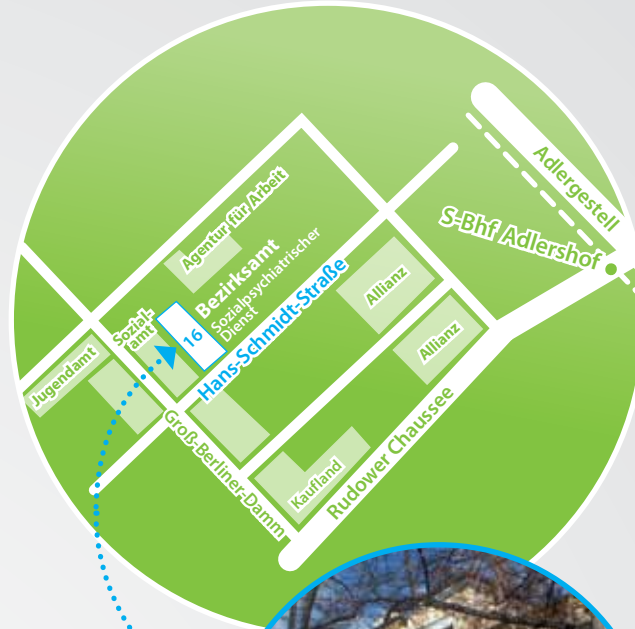 Adlergestell
S-Bhf Adlershof
Agentur für Arbeit
Bezirksamt
Sozialpsychiatrischer
Dienst
16
Sozial-
amt
Jugendamt
Hans-Schmidt-Straße
Allianz
Allianz
Groß-Berliner-Damm
Kaufland
Rudower Chaussee